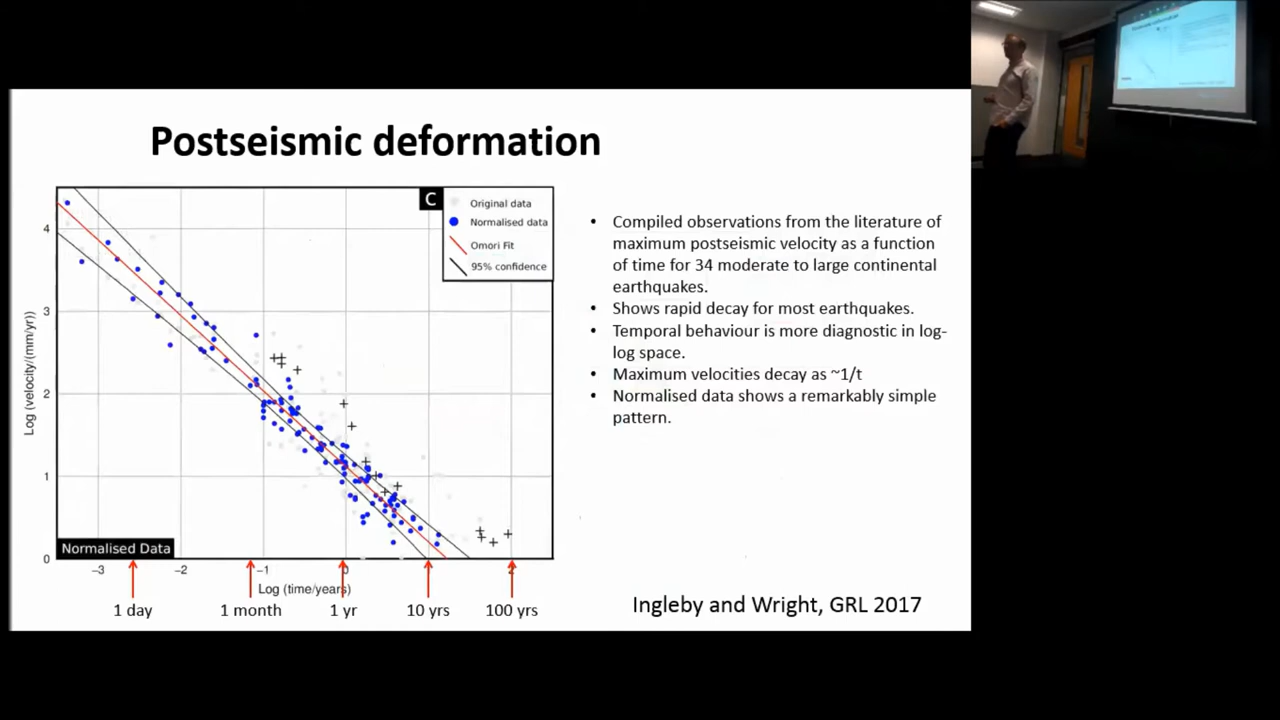 Postseismic deformation
C
Original data
Normalised data
Omori Fit
95% confidence
4
3
2
1
0
Log (velocity/(mm/yr))
Normalised Data
−3
−2
−1
0
2
Log (time/years)
1 day
1 month
1 yr
10 yrs
100 yrs
• Compiled observations from the literature of
maximum postseismic velocity as a function
of time for 34 moderate to large continental
earthquakes.
• Shows rapid decay for most earthquakes.
• Temporal behaviour is more diagnostic in log-
log space.
• Maximum velocities decay as ~1/t
• Normalised data shows a remarkably simple
pattern.
Ingleby and Wright, GRL 2017